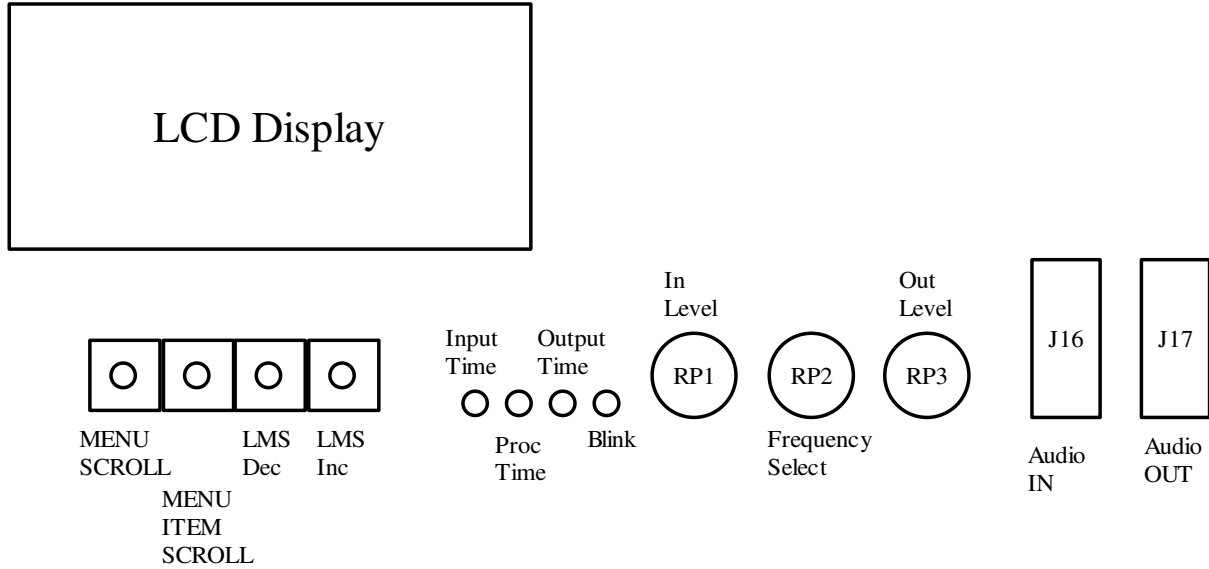 LCD Display
In
Level
Out
Level
Input
Time
Output
Time
RP1
RP2
RP3
J16
J17
MENU
SCROLL
LMS
Dec
LMS
Inc
Proc
Time
Blink
Frequency
Select
Audio
IN
Audio
OUT
MENU
ITEM
SCROLL